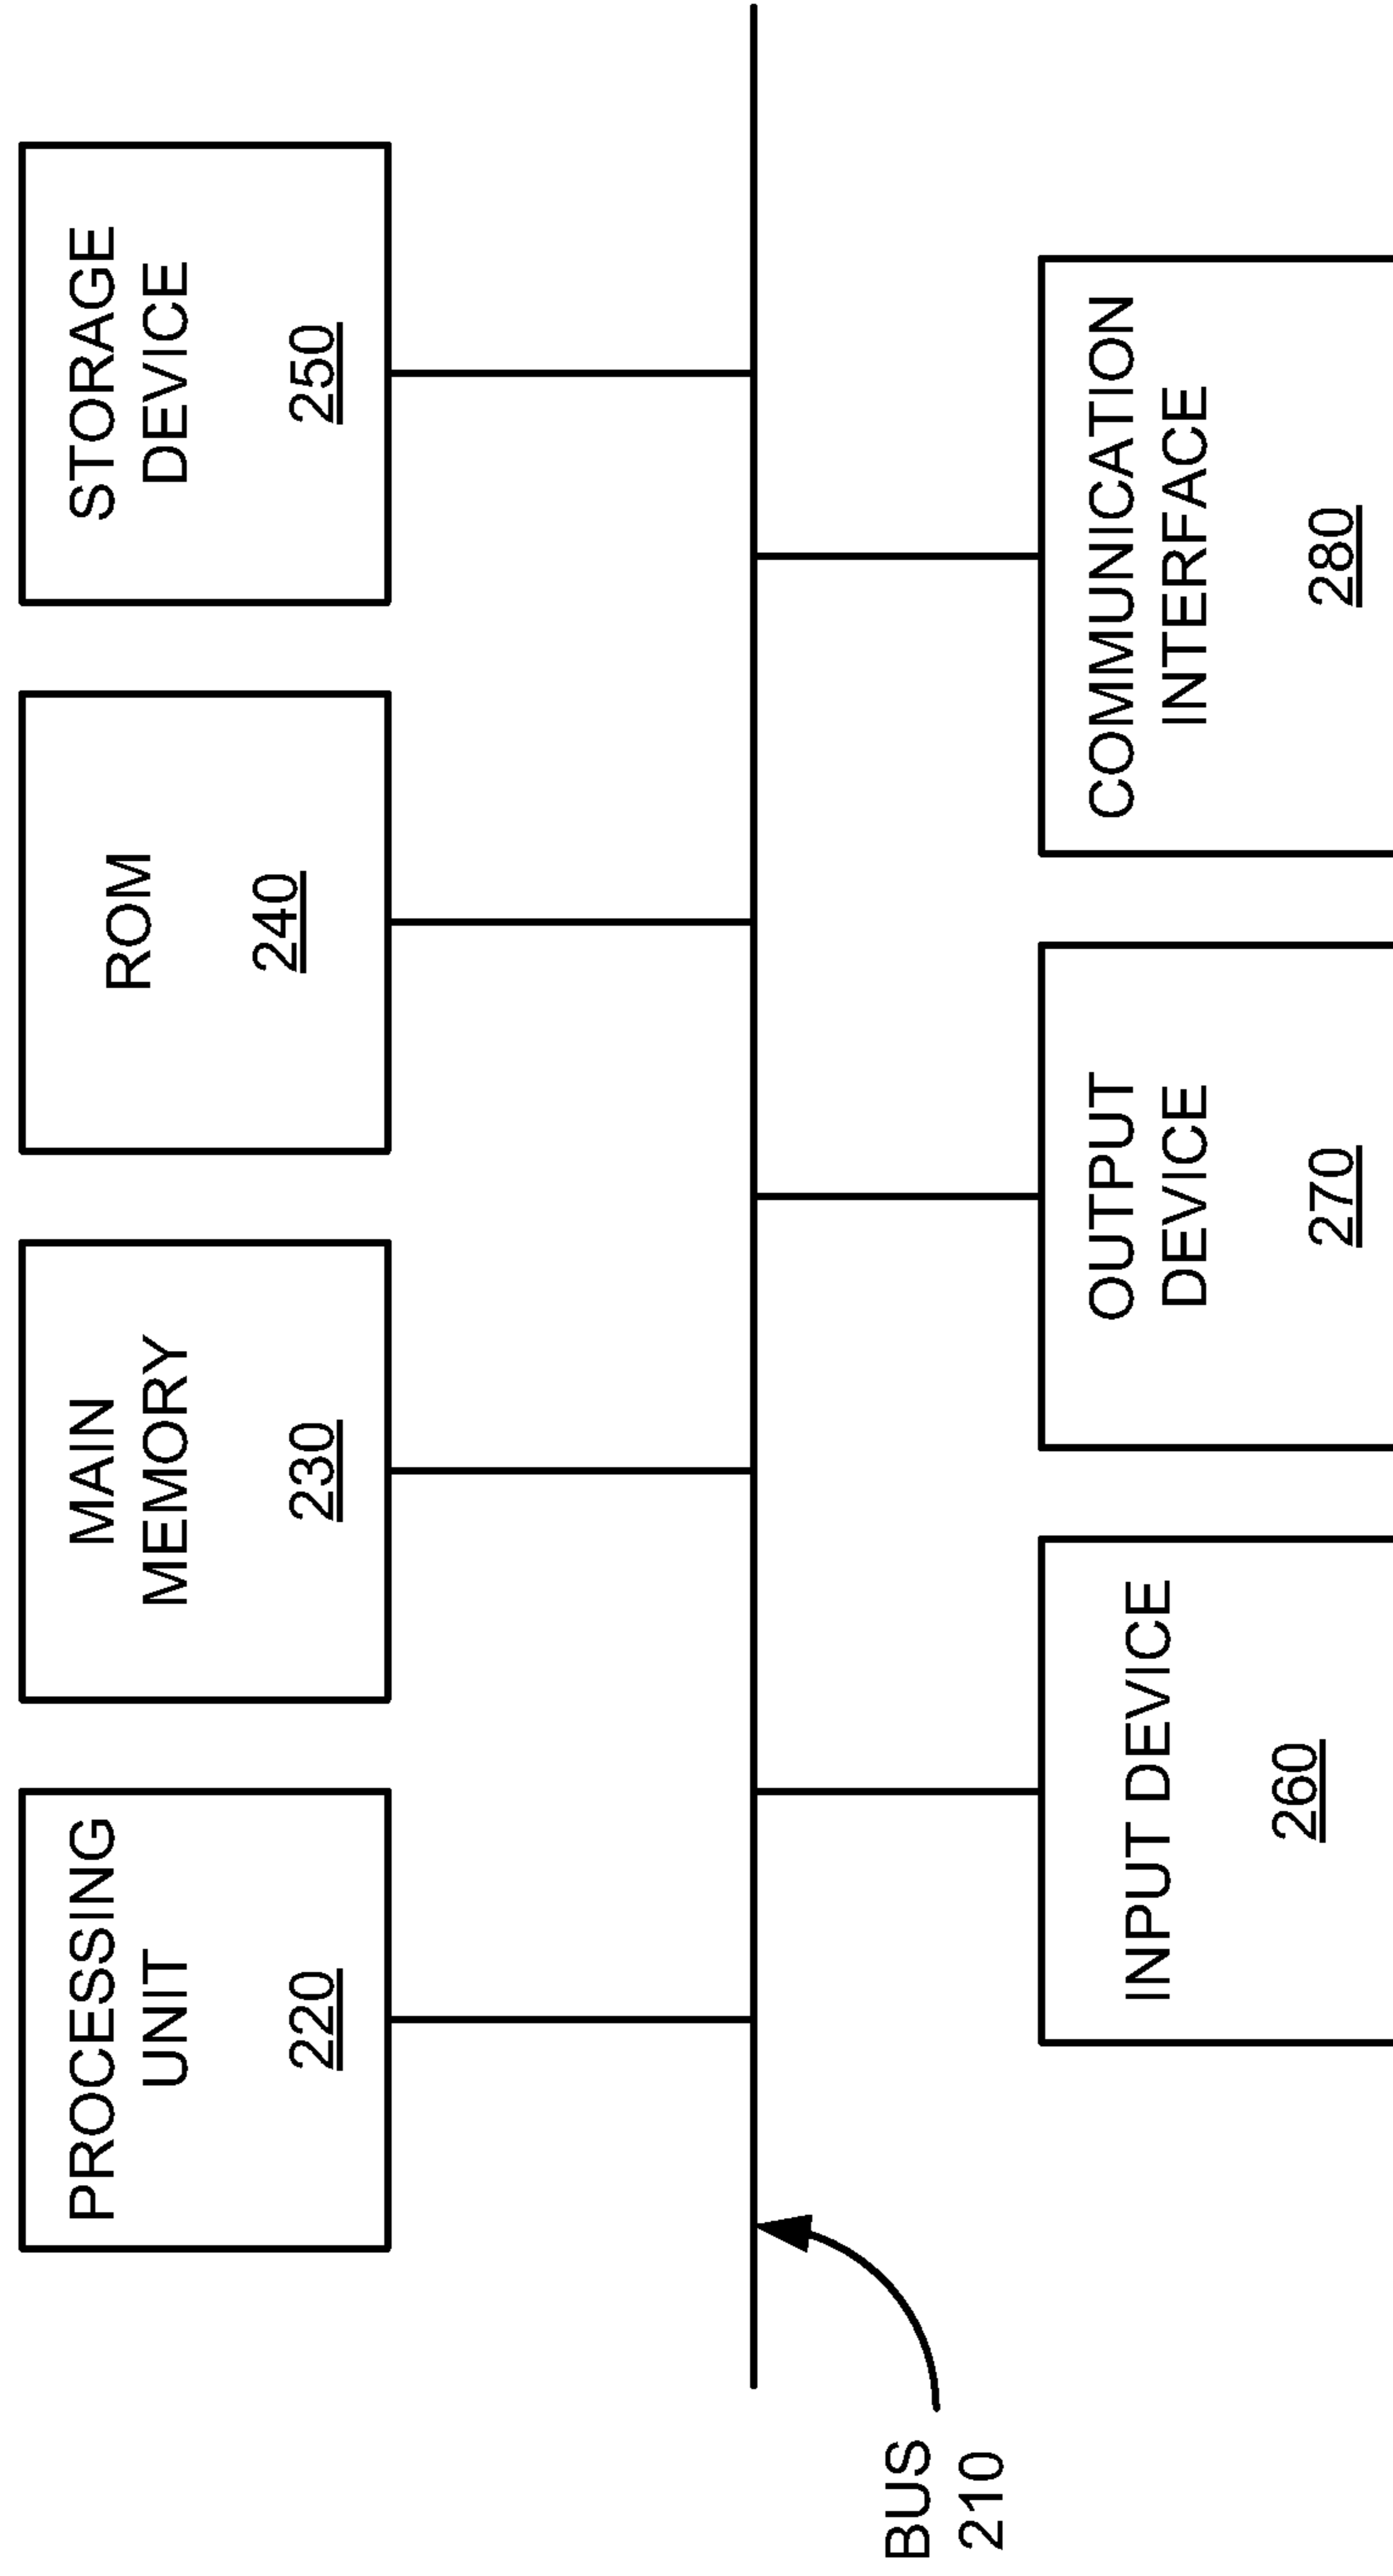 PROCESSING
UNIT
220
MAIN
MEMORY
230
ROM
240
STORAGE
DEVICE
250
BUS
210
INPUT DEVICE
260
OUTPUT
DEVICE
270
COMMUNICATION
INTERFACE
280